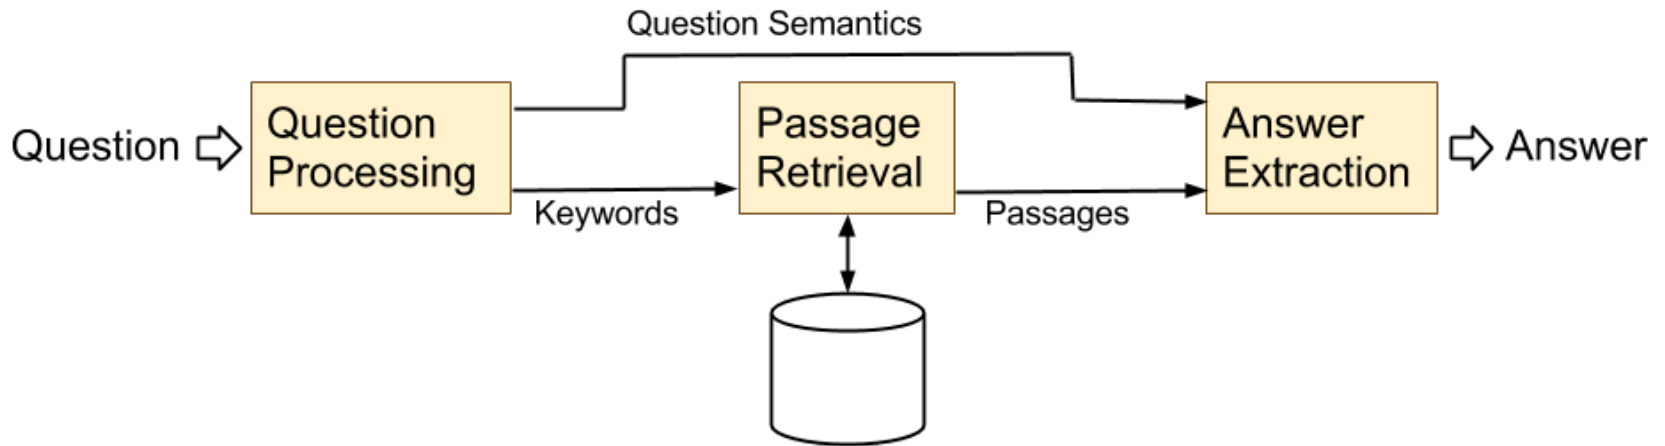 Question Semantics
Question
Question
Processing
Keywords
Passage
Retrieval
Passages
Answer
Extraction
Answer